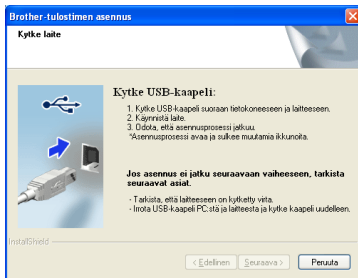 Brother-tulostimen asennus
Kytke laite
Kytke USB-kaapeli:
1. Kytke USB-kaapeli suoraan tietokoneeseen ja laitteeseen.
2. Käynnistä laite.
3. Odota, että asennusprosessi jatkuu.
*Asennusprosessi avaa ja sulkee muutamia ikkunoita.
Jos asennus ei jatku seuraavaan vaiheeseen, tarkista
seuraavat asiat.
- Tarkista, että laitteeseen on kytketty virta.
- Irrota USB-kaapeli PC:stä ja laitteesta ja kytke kaapeli uudelleen.
InstallShield
< Edellinen
Seuraava >
Peruuta